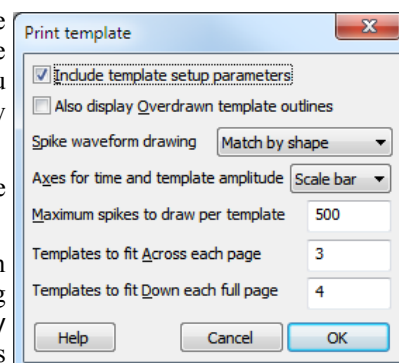 Print template
Include template setup parameters
Also display Overdrawn template outlines
Spike waveform drawing Match by shape
Axes for time and template amplitude Scale bar
Maximum spikes to draw per template 500
Templates to fit Across each page 3
Templates to fit Down each full page 4
Help Cancel OK